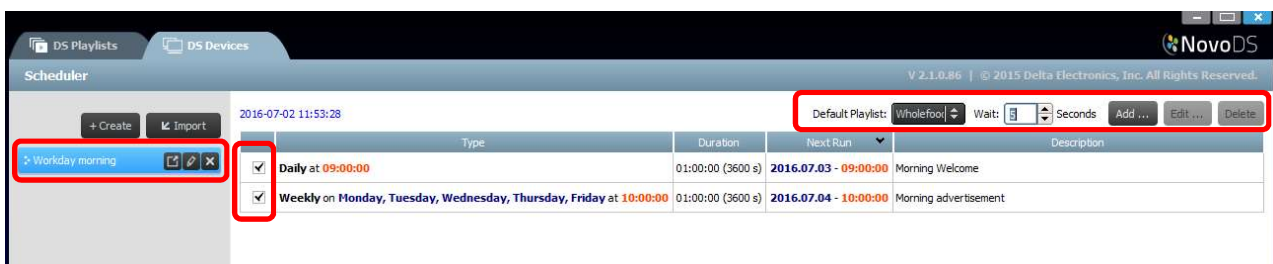 DS Playlists DS Devices NovoDS
Scheduler V 2.1.0.86 | © 2015 Delta Electronics, Inc. All Rights Reserved.
+ Create Import 2016-07-02 11:53:28 Default Playlist: Wholefood Wait: 5 Seconds Add ... Edit ... Delete
Type Duration Next Run Description
Workday morning Daily at 09:00:00 01:00:00 (3600 s) 2016.07.03 - 09:00:00 Morning Welcome
Weekly on Monday, Tuesday, Wednesday, Thursday, Friday at 10:00:00 01:00:00 (3600 s) 2016.07.04 - 10:00:00 Morning advertisement